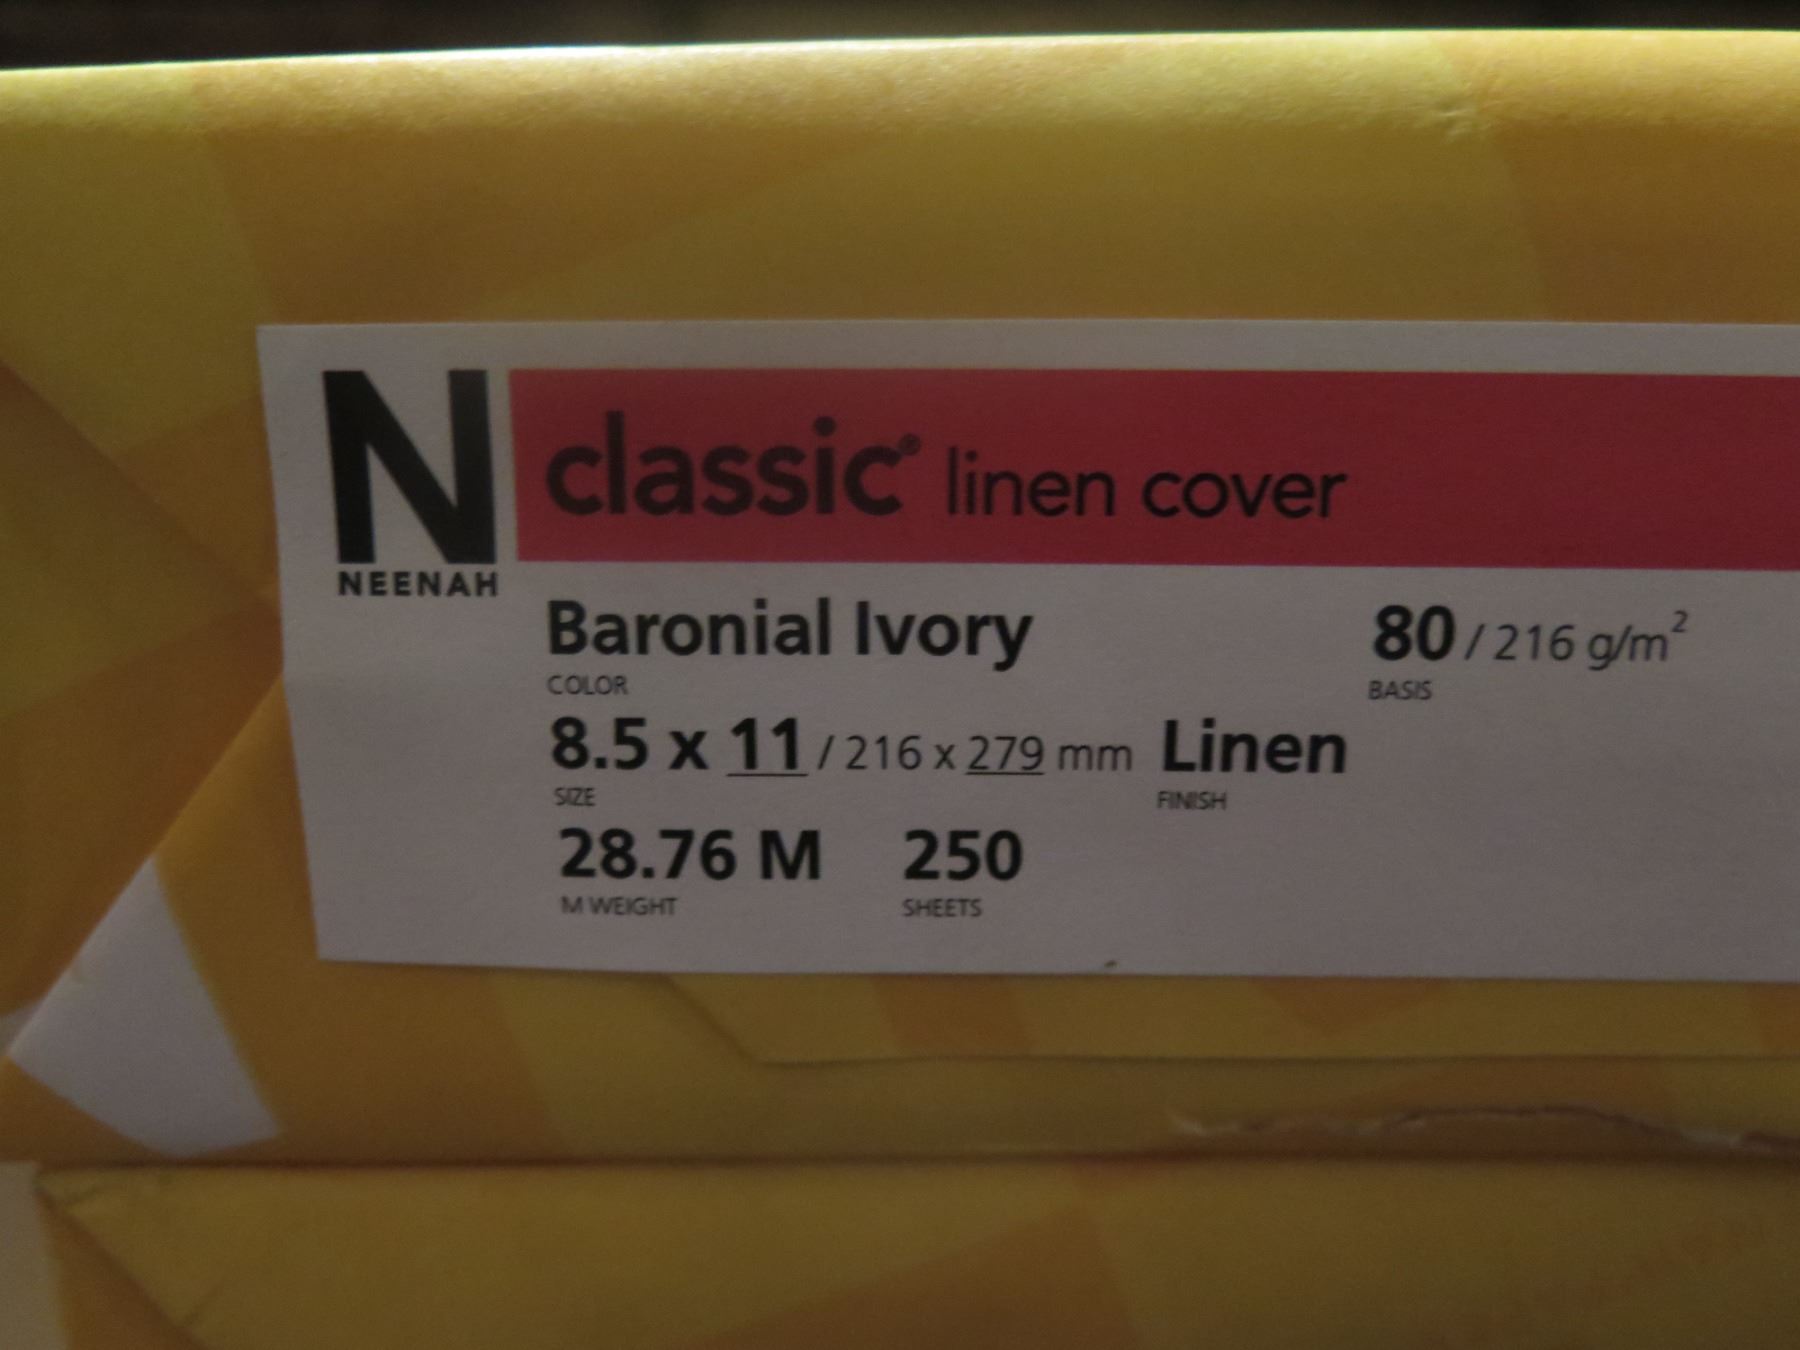 N
NEENAH
classic® linen cover
Baronial Ivory 80 / 216 g/m²
COLOR BASIS
8.5 x 11 / 216 x 279 mm Linen
SIZE FINISH
28.76 M 250
M WEIGHT SHEETS